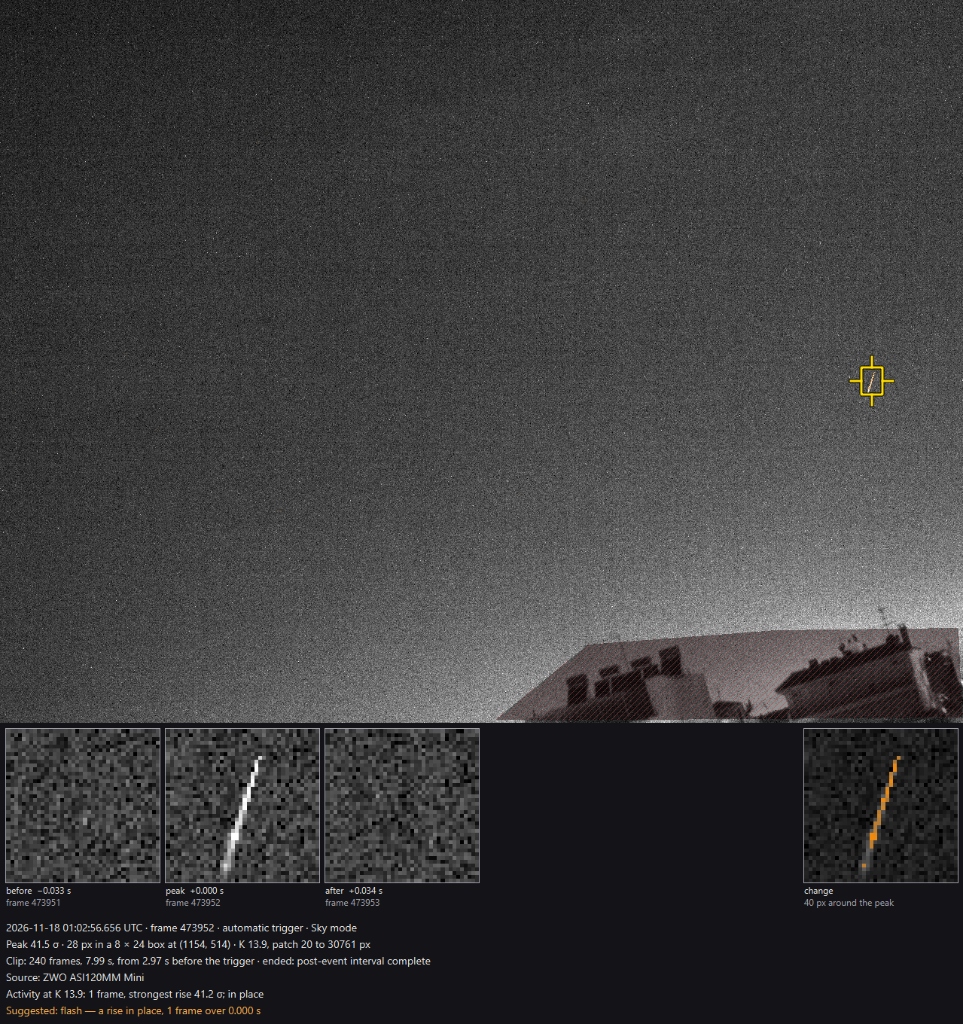 before −0.033 s
frame 473951
peak +0.000 s
frame 473952
after +0.034 s
frame 473953
change
40 px around the peak
2026-11-18 01:02:56.656 UTC · frame 473952 · automatic trigger · Sky mode
Peak 41.5 σ · 28 px in a 8 × 24 box at (1154, 514) · K 13.9, patch 20 to 30761 px
Clip: 240 frames, 7.99 s, from 2.97 s before the trigger · ended: post-event interval complete
Source: ZWO ASI120MM Mini
Activity at K 13.9: 1 frame, strongest rise 41.2 σ; in place
Suggested: flash — a rise in place, 1 frame over 0.000 s